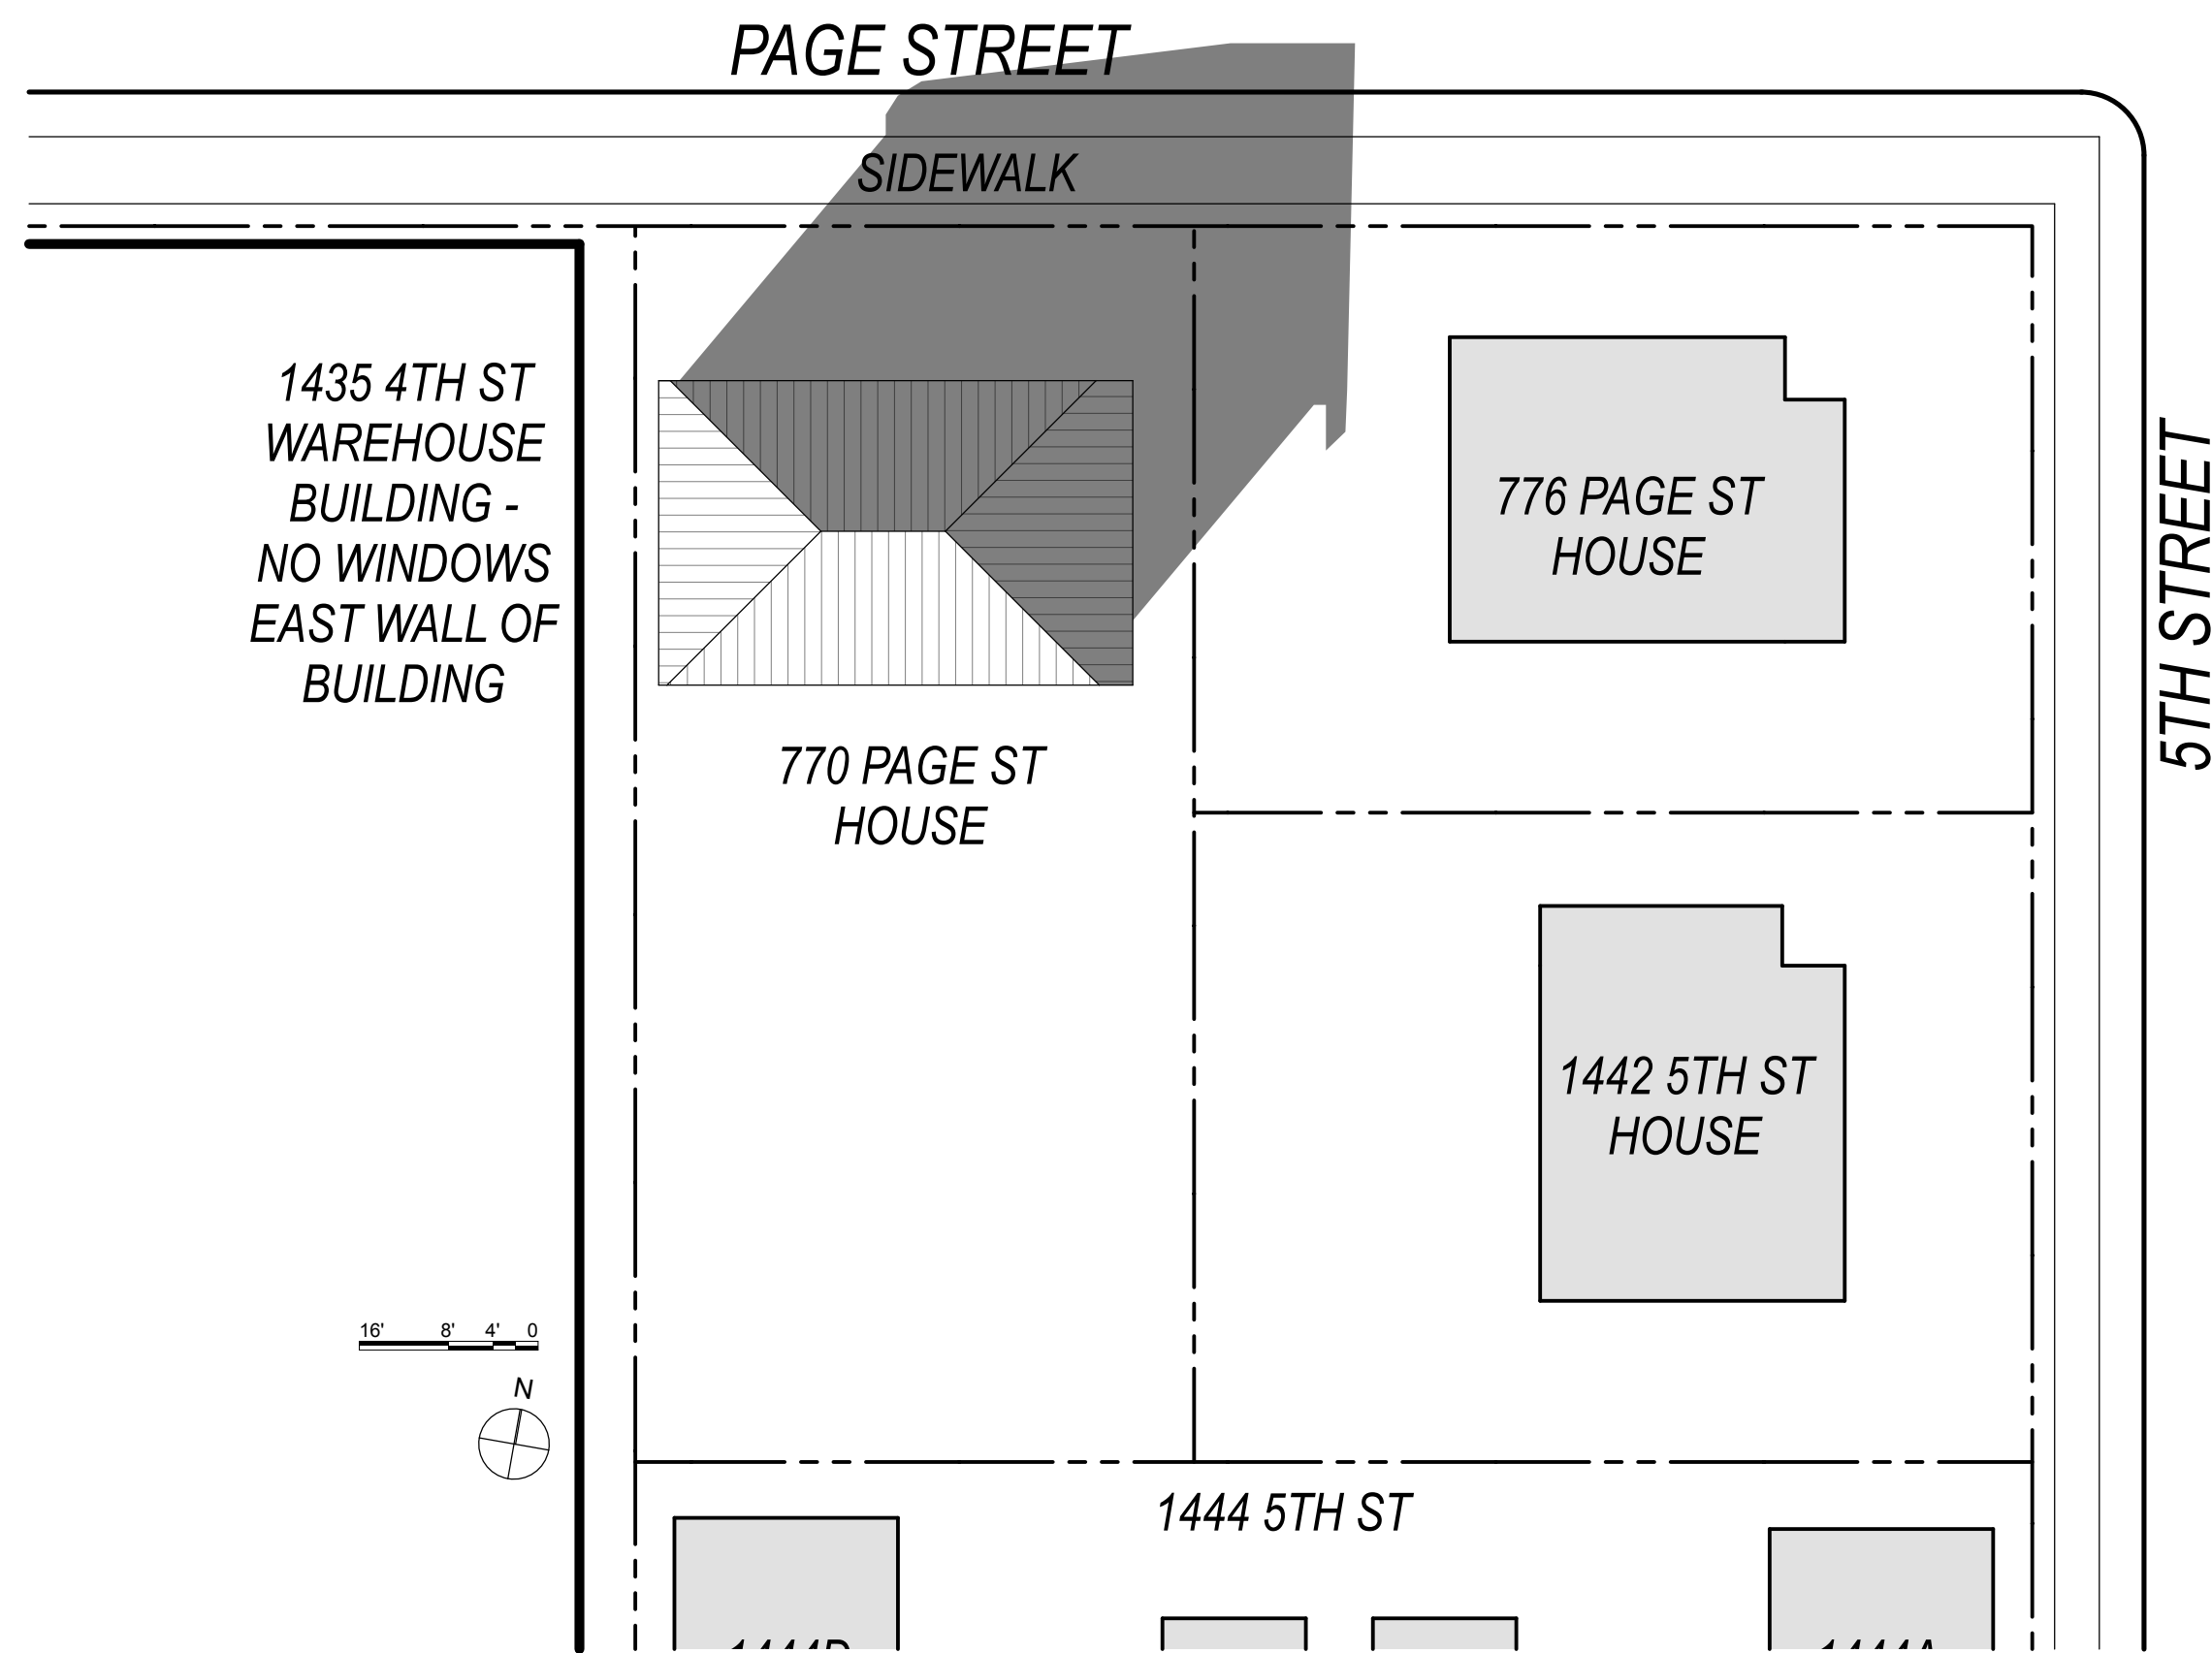 PAGE STREET
SIDEWALK
1435 4TH ST
WAREHOUSE
BUILDING -
NO WINDOWS
EAST WALL OF
BUILDING
776 PAGE ST
HOUSE
5TH STREET
770 PAGE ST
HOUSE
1442 5TH ST
HOUSE
16' 8' 4' 0
N
1444 5TH ST